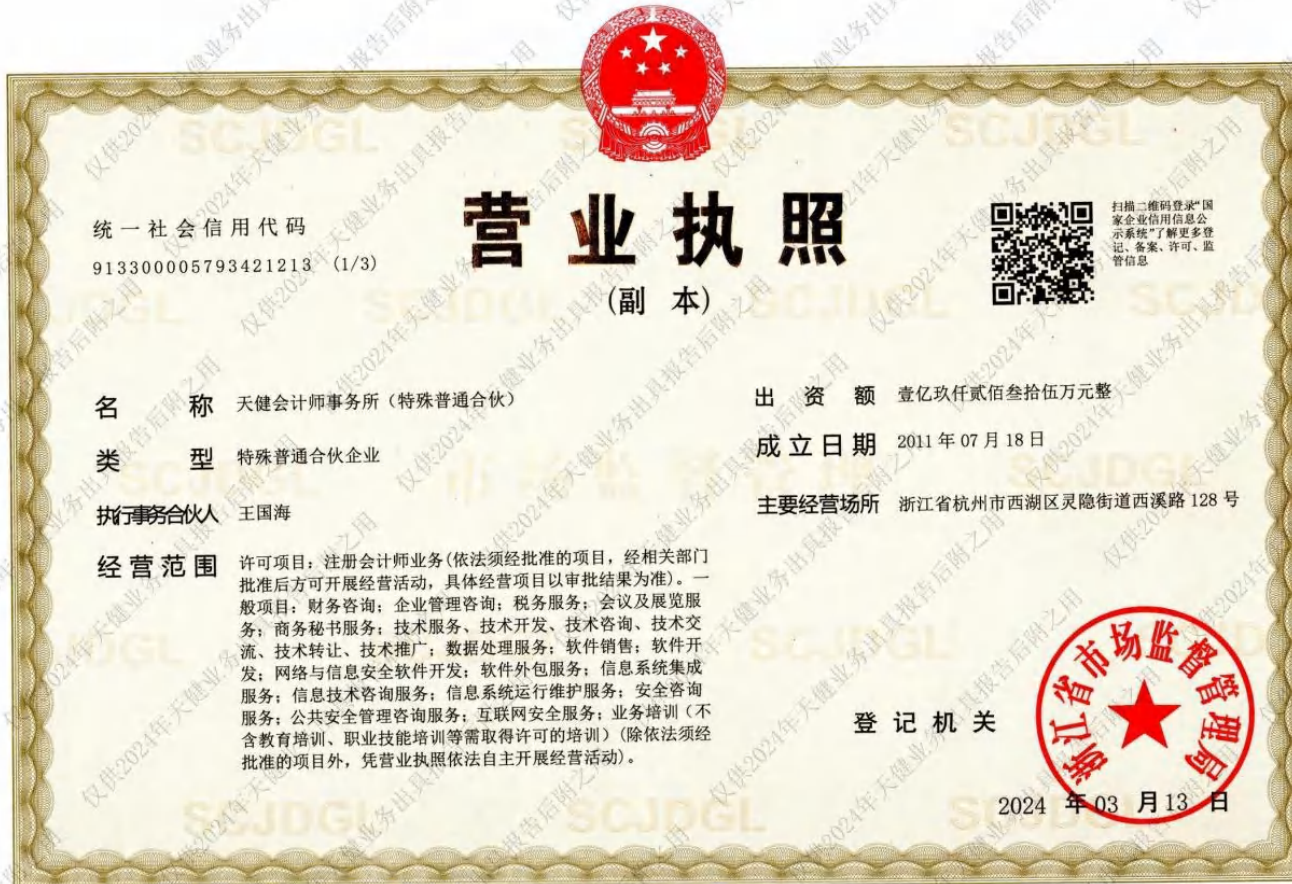 统一社会信用代码
913300005793421213 (1/3)
营业执照
(副 本)
扫描二维码登录“国
家企业信用信息公
示系统”了解更多登
记、备案、许可、监
管信息
名 称 天健会计师事务所(特殊普通合伙)
类 型 特殊普通合伙企业
执行事务合伙人 王国海
经营范围 许可项目:注册会计师业务(依法须经批准的项目,经相关部门
批准后方可开展经营活动,具体经营项目以审批结果为准)。一
般项目:财务咨询;企业管理咨询;税务服务;会议及展览服
务;商务秘书服务;技术服务、技术开发、技术咨询、技术交
流、技术转让、技术推广;数据处理服务;软件销售;软件开
发;网络与信息安全软件开发;软件外包服务;信息系统集成
服务;信息技术咨询服务;信息系统运行维护服务;安全咨询
服务;公共安全管理咨询服务;互联网安全服务;业务培训(不
含教育培训、职业技能培训等需取得许可的培训)(除依法须经
批准的项目外,凭营业执照依法自主开展经营活动)。
出 资 额 壹亿玖仟贰佰叁拾伍万元整
成立日期 2011年07月18日
主要经营场所 浙江省杭州市西湖区灵隐街道西溪路128号
登记机关
浙江省市场监督管理局
2024 年03 月13 日
SCJDGL
仅供2024年天健业务出具报告后附之用